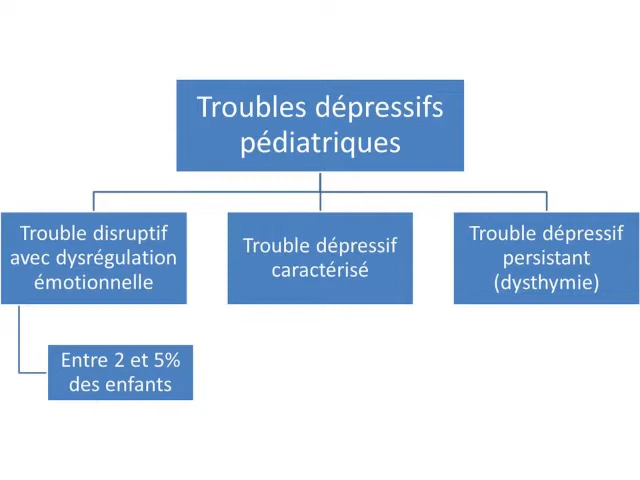 Troubles dépressifs
pédiatriques
Trouble disruptif
avec dysrégulation
émotionnelle
Trouble dépressif
caractérisé
Trouble dépressif
persistant
(dysthymie)
Entre 2 et 5%
des enfants